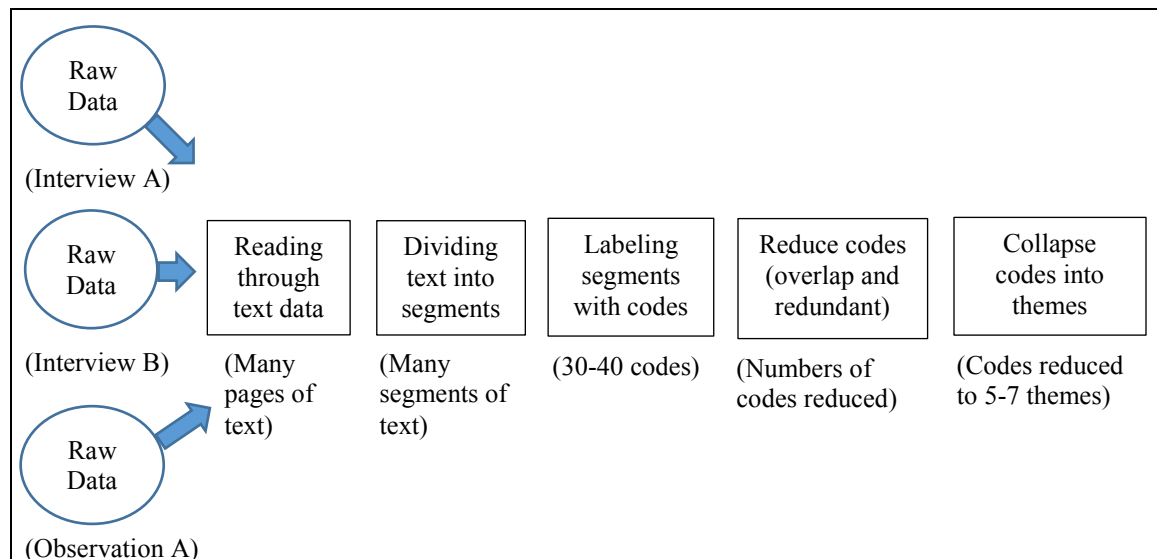 Raw
Data
(Interview A)
Raw
Data
(Interview B)
Raw
Data
(Observation A)
Reading
through
text data
(Many
pages of
text)
Dividing
text into
segments
(Many
segments of
text)
Labeling
segments
with codes
(30-40 codes)
Reduce codes
(overlap and
redundant)
(Numbers of
codes reduced)
Collapse
codes into
themes
(Codes reduced
to 5-7 themes)